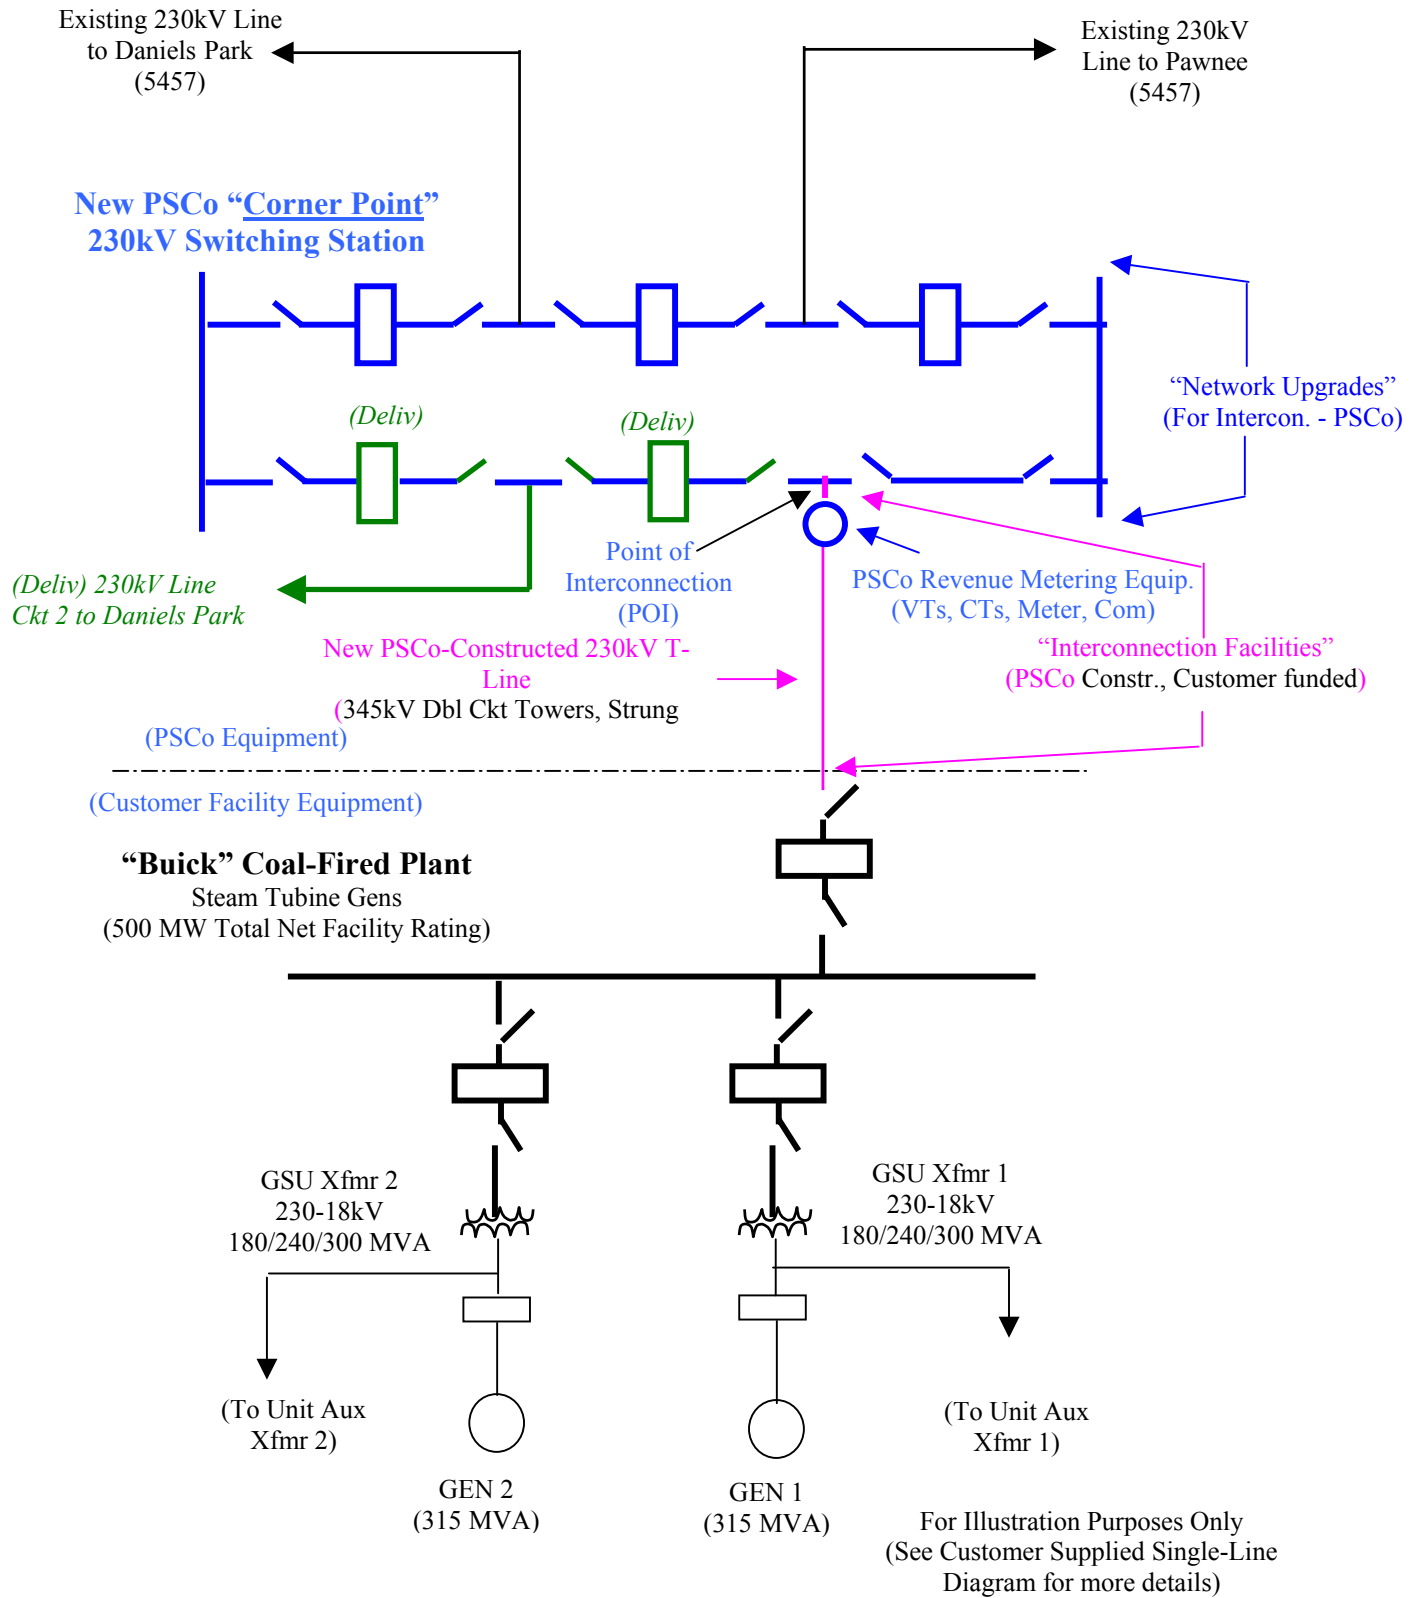 Existing 230kV Line
to Daniels Park
(5457)
Existing 230kV
Line to Pawnee
(5457)
New PSCo “Corner Point”
230kV Switching Station
“Network Upgrades”
(For Intercon. - PSCo)
(Deliv)
(Deliv)
(Deliv) 230kV Line
Ckt 2 to Daniels Park
Point of
Interconnection
(POI)
PSCo Revenue Metering Equip.
(VTs, CTs, Meter, Com)
New PSCo-Constructed 230kV T-
Line
(345kV Dbl Ckt Towers, Strung
“Interconnection Facilities”
(PSCo Constr., Customer funded)
(PSCo Equipment)
(Customer Facility Equipment)
“Buick” Coal-Fired Plant
Steam Tubine Gens
(500 MW Total Net Facility Rating)
GSU Xfmr 2
230-18kV
180/240/300 MVA
GSU Xfmr 1
230-18kV
180/240/300 MVA
(To Unit Aux
Xfmr 2)
(To Unit Aux
Xfmr 1)
GEN 2
(315 MVA)
GEN 1
(315 MVA)
For Illustration Purposes Only
(See Customer Supplied Single-Line
Diagram for more details)